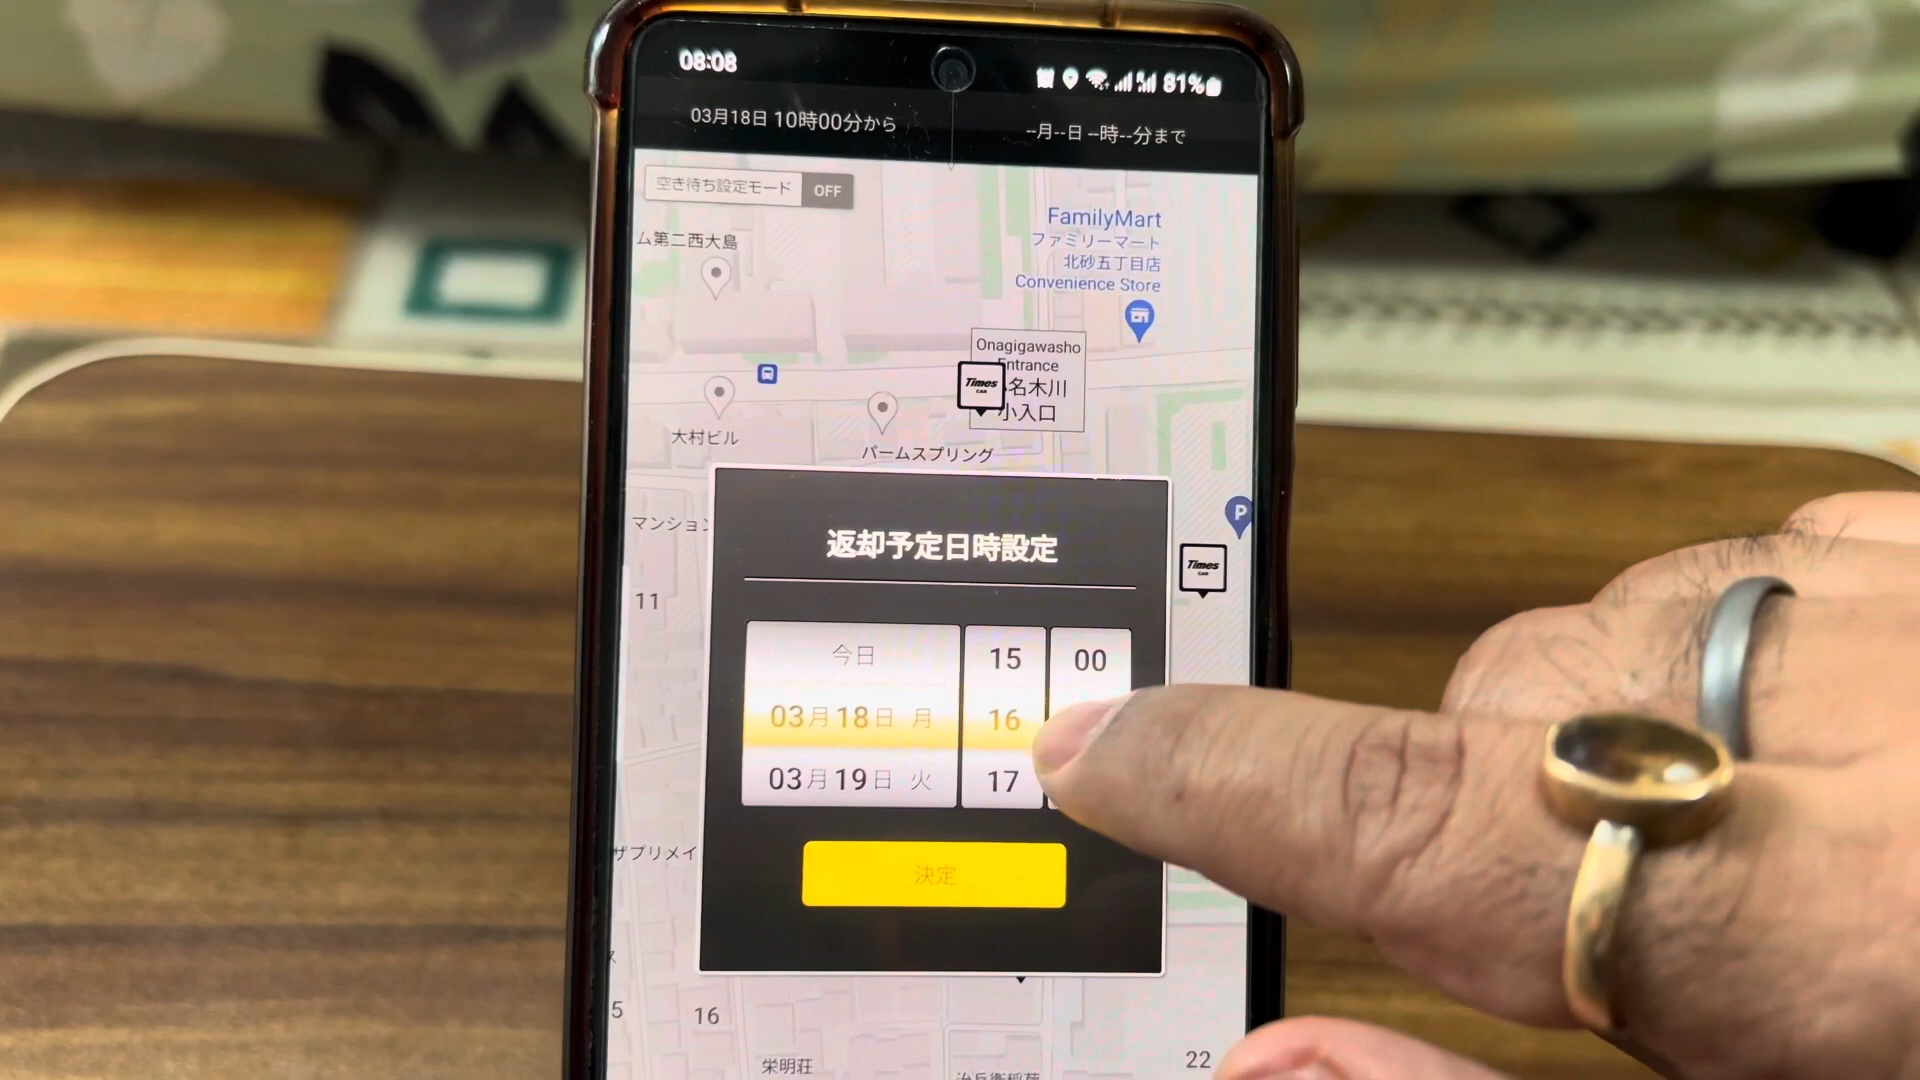 08:08
81%
03月18日 10時00分から
--月--日 --時--分まで
空き待ち設定モード OFF
FamilyMart
ファミリーマート
北砂五丁目店
Convenience Store
ム第二西大島
Onagigawasho
Entrance
名木川
小入口
Times
CAR
大村ビル
パームスプリング
マンション
P
Times
CAR
11
返却予定日時設定
今日 15 00
03月18日 月 16
03月19日 火 17
決定
ザプリメイ
5
16
22
栄明荘